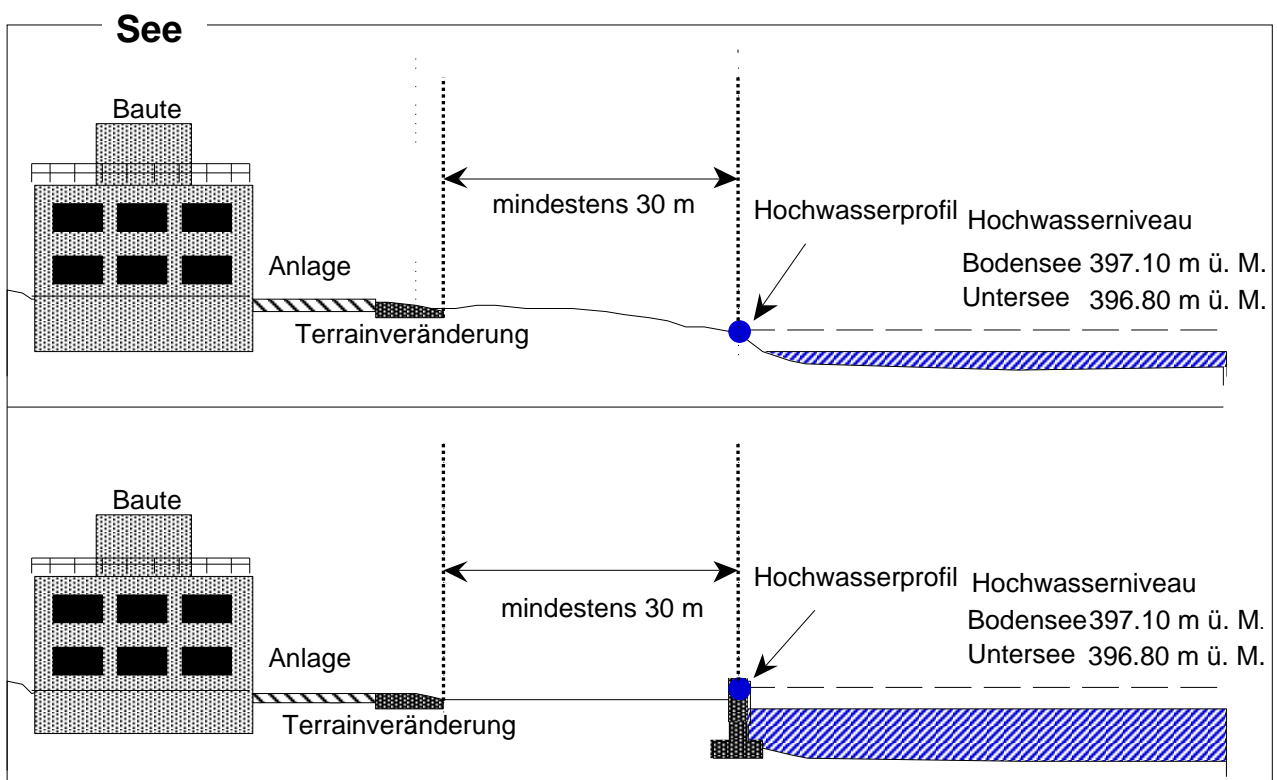 See
Baute
mindestens 30 m
Hochwasserprofil
Hochwasserniveau
Anlage
Bodensee 397.10 m ü. M.
Untersee 396.80 m ü. M.
Terrainveränderung
Baute
Hochwasserprofil
Hochwasserniveau
mindestens 30 m
Bodensee 397.10 m ü. M.
Anlage
Untersee 396.80 m ü. M.
Terrainveränderung